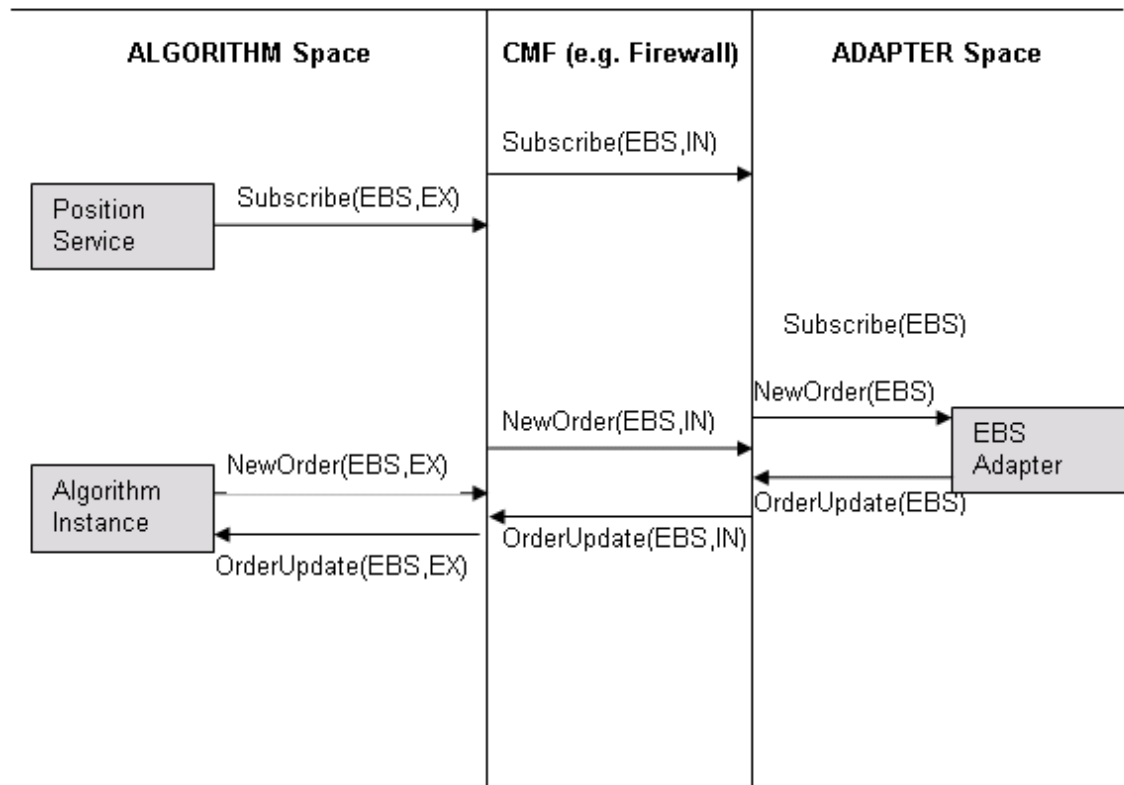 ALGORITHM Space
CMF (e.g. Firewall)
ADAPTER Space
Subscribe(EBS,IN)
Subscribe(EBS,EX)
Position
Service
Subscribe(EBS)
NewOrder(EBS)
NewOrder(EBS,IN)
EBS
Adapter
NewOrder(EBS,EX)
Algorithm
Instance
OrderUpdate(EBS)
OrderUpdate(EBS,IN)
OrderUpdate(EBS,EX)